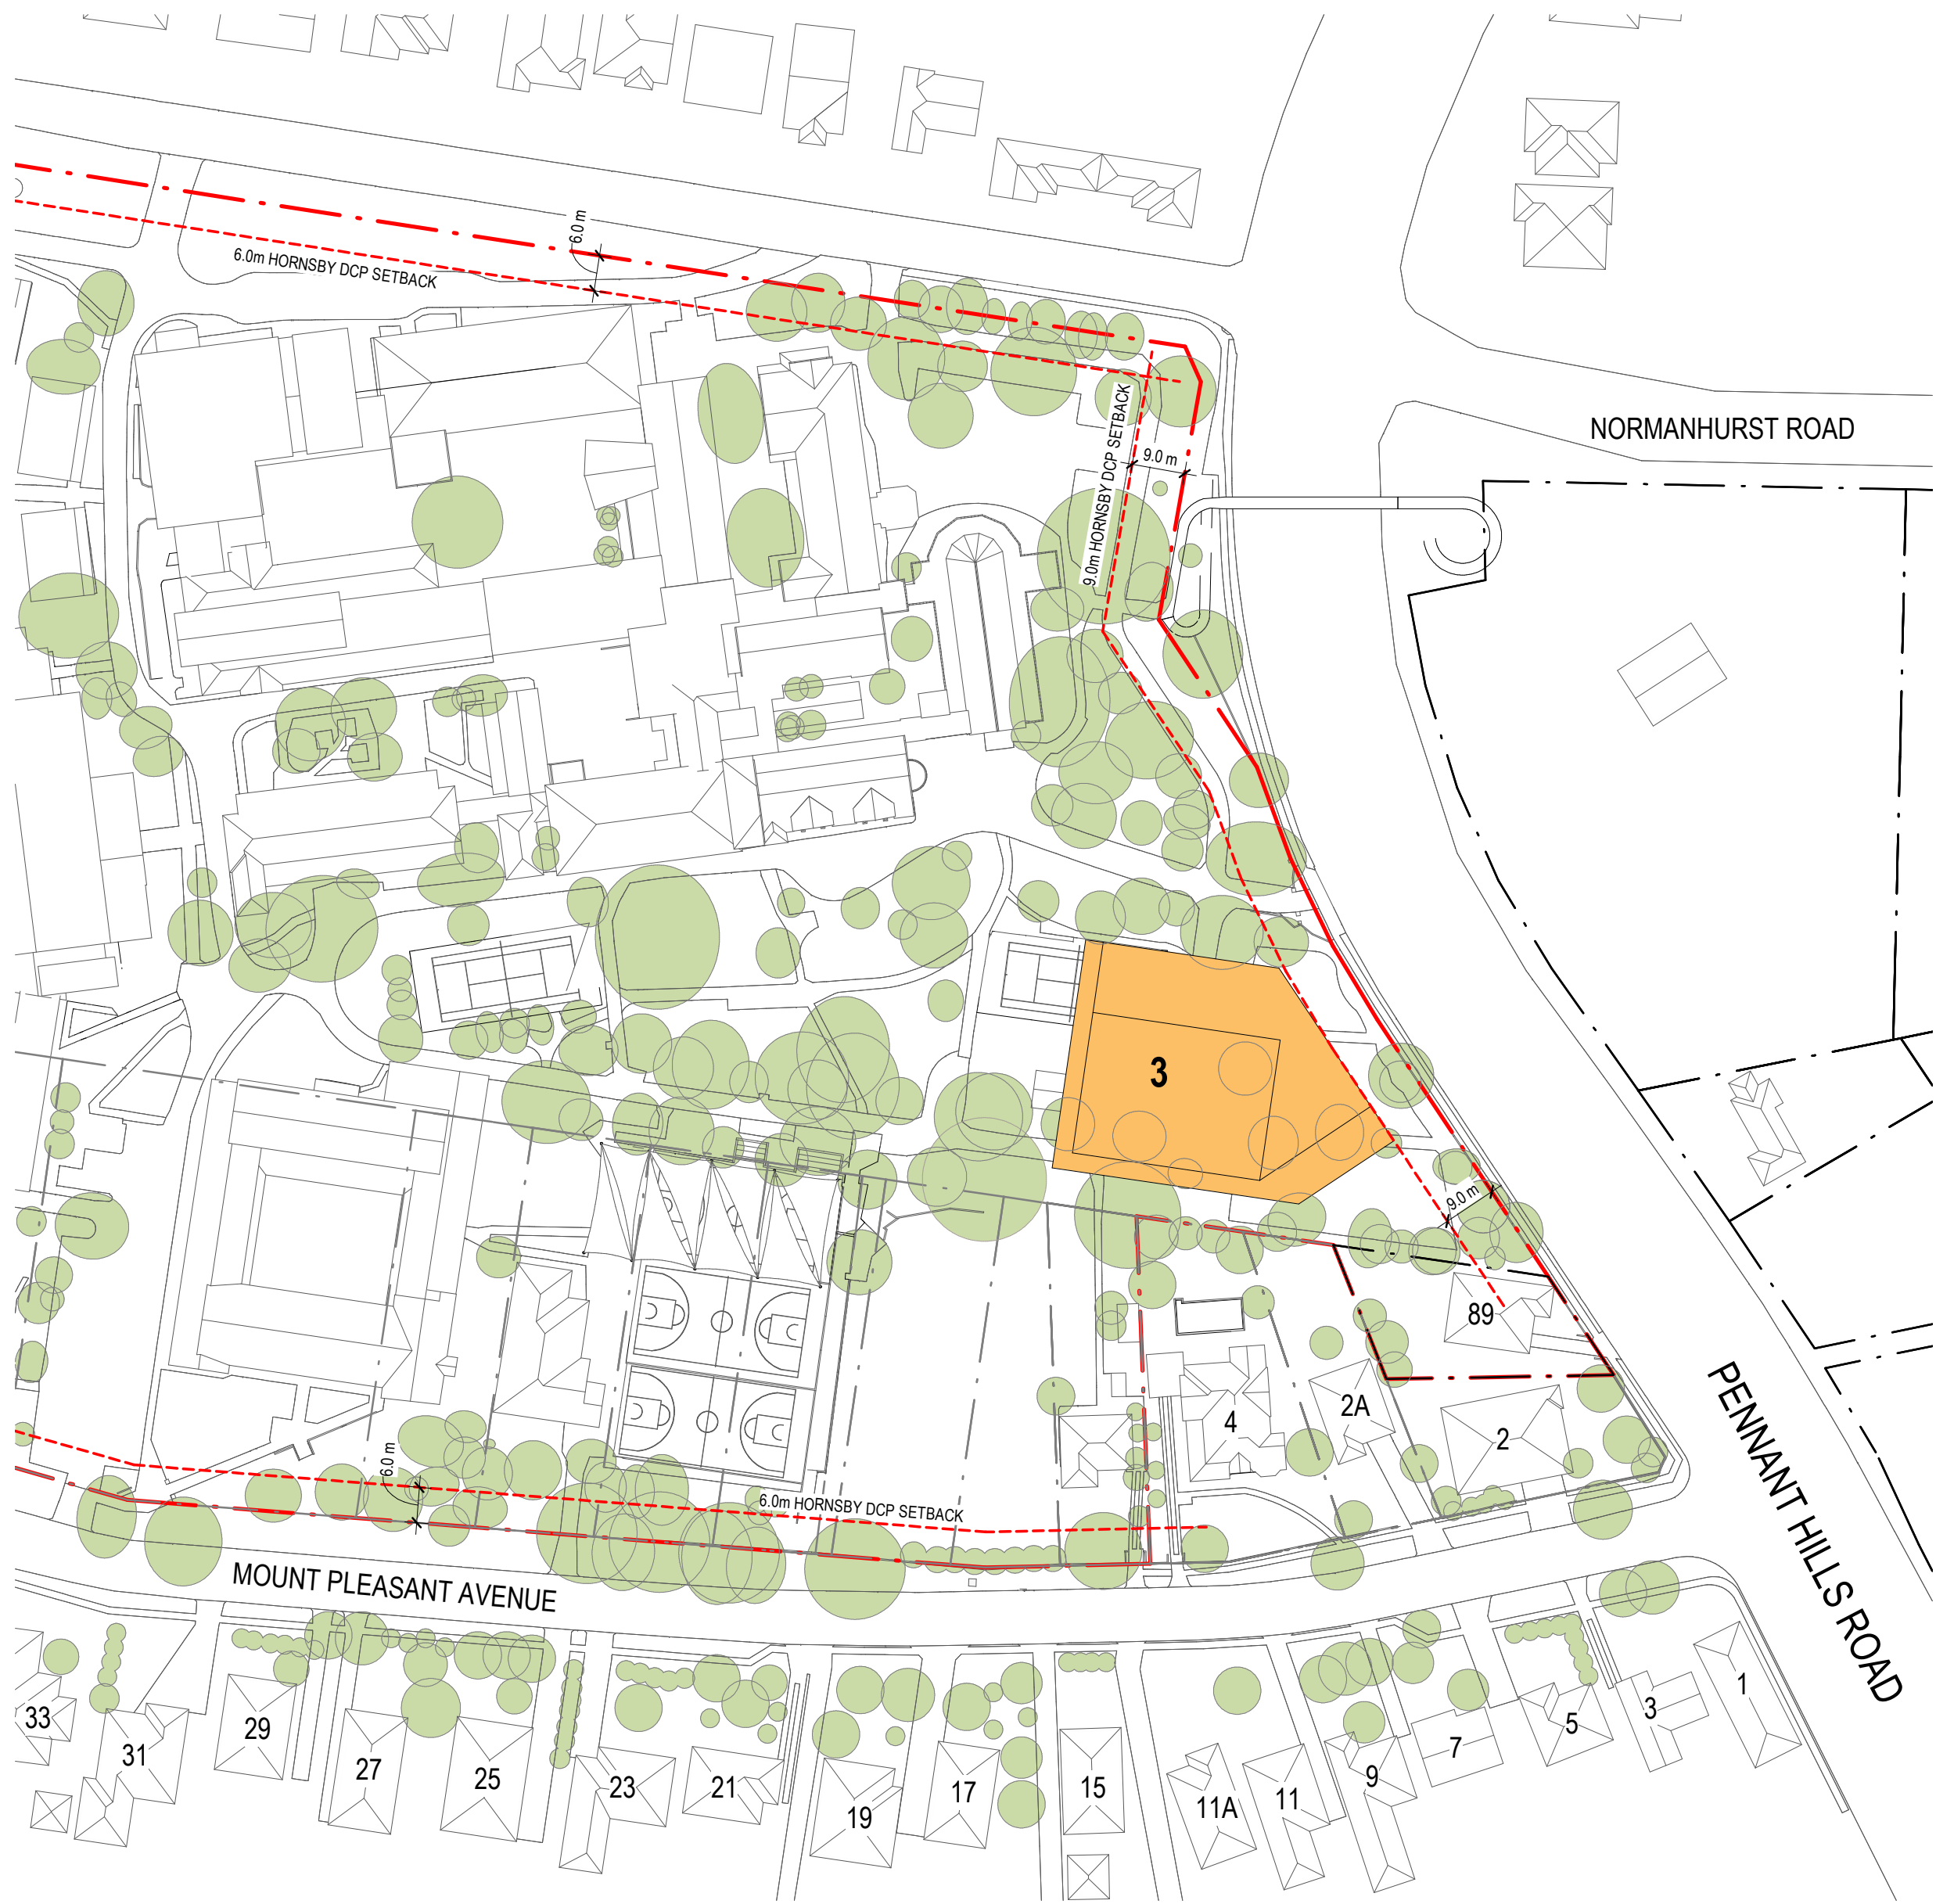 6.0 m
6.0m HORNSBY DCP SETBACK
9.0m HORNSBY DCP SETBACK
9.0 m
NORMANHURST ROAD
3
9.0 m
89
2A
4
2
6.0 m
6.0m HORNSBY DCP SETBACK
MOUNT PLEASANT AVENUE
PENNANT HILLS ROAD
33
31
29
27
25
23
21
19
17
15
11A
11
9
7
5
3
1